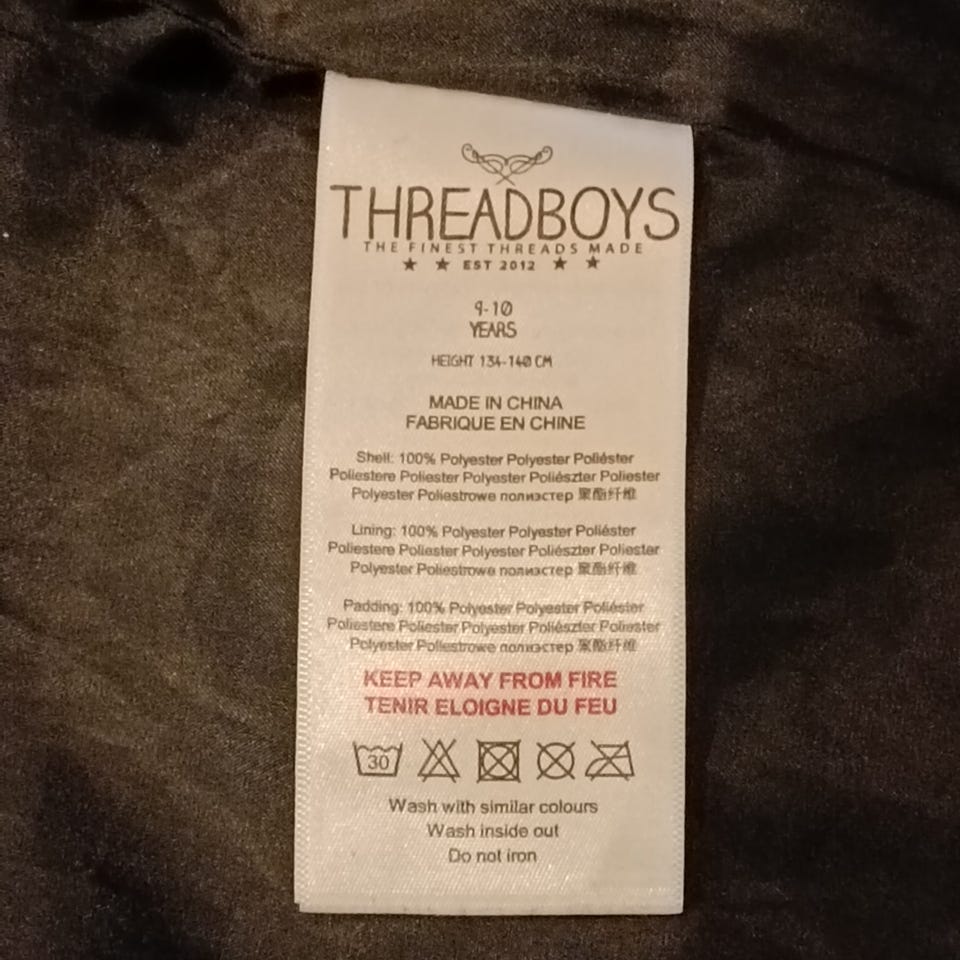 THREADBOYS
THE FINEST THREADS MADE
★ ★ EST 2012 ★ ★
9-10
YEARS
HEIGHT 134-140 CM
MADE IN CHINA
FABRIQUE EN CHINE
Shell: 100% Polyester Polyester Poliéster
Poliestere Poliester Polyester Poliészter Poliester
Polyester Poliestrowe полиэстер 聚酯纤维
Lining: 100% Polyester Polyester Poliéster
Poliestere Poliester Polyester Poliészter Poliester
Polyester Poliestrowe полиэстер 聚酯纤维
Padding: 100% Polyester Polyester Poliéster
Poliestere Poliester Polyester Poliészter Poliester
Polyester Poliestrowe полиэстер 聚酯纤维
KEEP AWAY FROM FIRE
TENIR ELOIGNE DU FEU
30
Wash with similar colours
Wash inside out
Do not iron